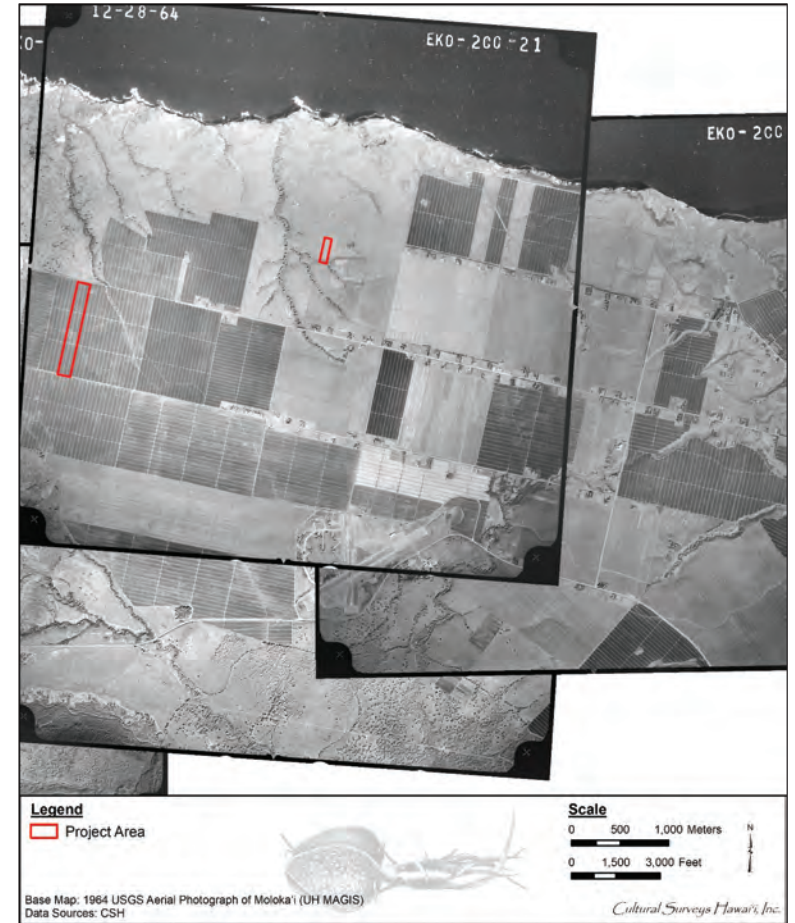 12-28-64
EKO-2CC-21
EKO-2CC
Legend
Project Area
Base Map: 1964 USGS Aerial Photograph of Moloka'i (UH MAGIS)
Data Sources: CSH
Scale
0 500 1,000 Meters
0 1,500 3,000 Feet
N
Cultural Surveys Hawai'i, Inc.